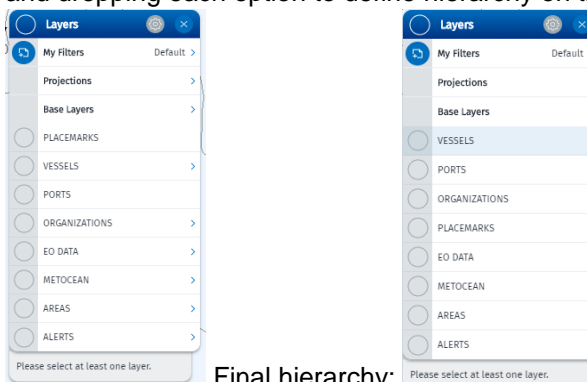 and dropping each option to define hierarchy on t
Layers
My Filters Default
Projections
Base Layers
PLACEMARKS
VESSELS
PORTS
ORGANIZATIONS
EO DATA
METOCEAN
AREAS
ALERTS
Please select at least one layer.
Final hierarchy:
Layers
My Filters Default
Projections
Base Layers
VESSELS
PORTS
ORGANIZATIONS
PLACEMARKS
EO DATA
METOCEAN
AREAS
ALERTS
Please select at least one layer.